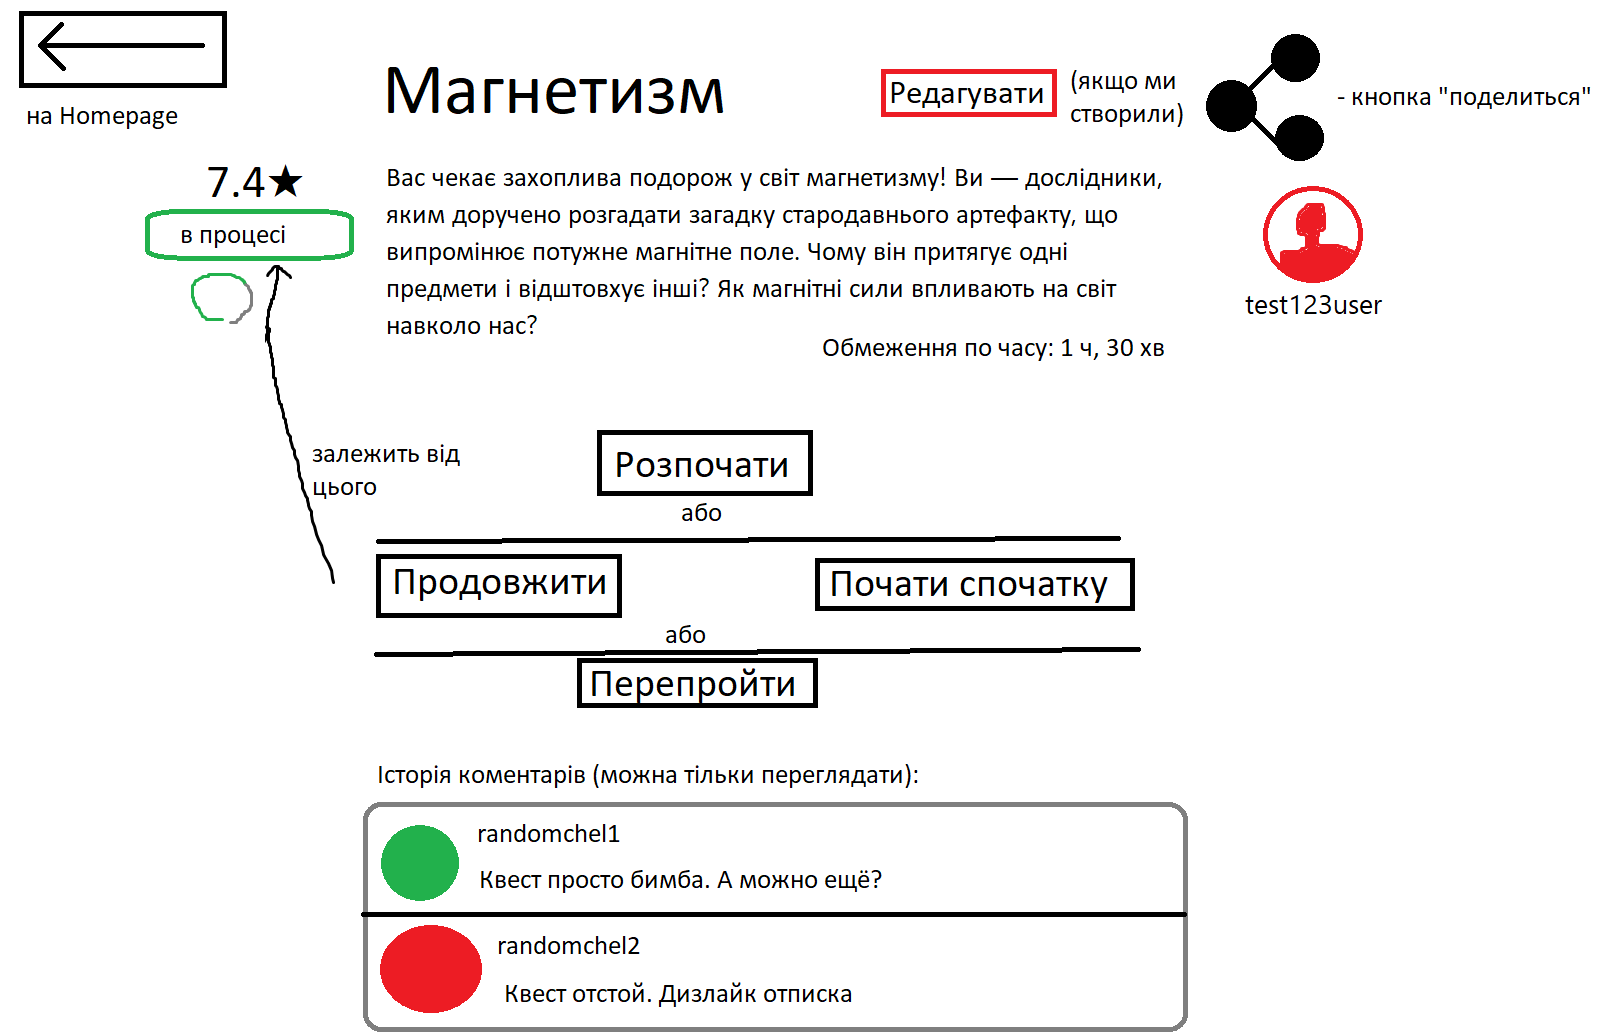 на Homepage
Магнетизм
Редагувати
(якщо ми
створили)
- кнопка "поделиться"
7.4★
в процесі
Вас чекає захоплива подорож у світ магнетизму! Ви — дослідники,
яким доручено розгадати загадку стародавнього артефакту, що
випромінює потужне магнітне поле. Чому він притягує одні
предмети і відштовхує інші? Як магнітні сили впливають на світ
навколо нас?
test123user
Обмеження по часу: 1 ч, 30 хв
залежить від
цього
Розпочати
або
Продовжити
Почати спочатку
або
Перепройти
Історія коментарів (можна тільки переглядати):
randomchel1
Квест просто бимба. А можно ещё?
randomchel2
Квест отстой. Дизлайк отписка